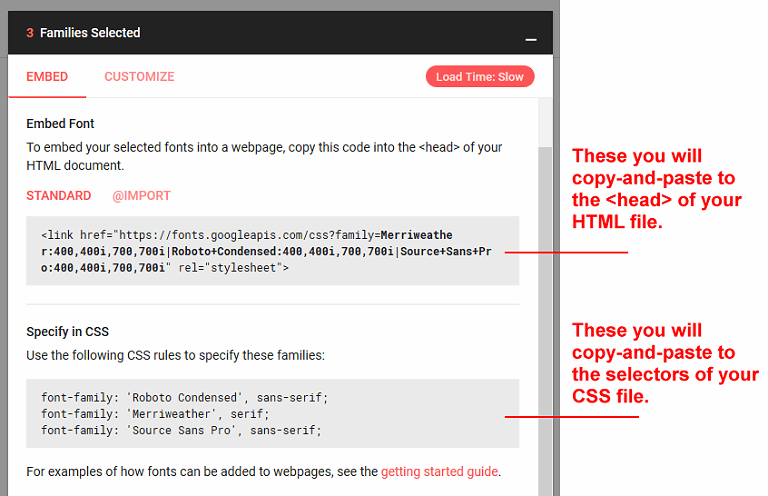 3 Families Selected
EMBED CUSTOMIZE Load Time: Slow
Embed Font
To embed your selected fonts into a webpage, copy this code into the <head> of your
HTML document.
STANDARD @IMPORT
<link href="https://fonts.googleapis.com/css?family=Merriweathe
r:400,400i,700,700i|Roboto+Condensed:400,400i,700,700i|Source+Sans+Pr
o:400,400i,700,700i" rel="stylesheet">
These you will
copy-and-paste to
the <head> of your
HTML file.
Specify in CSS
Use the following CSS rules to specify these families:
font-family: 'Roboto Condensed', sans-serif;
font-family: 'Merriweather', serif;
font-family: 'Source Sans Pro', sans-serif;
These you will
copy-and-paste to
the selectors of your
CSS file.
For examples of how fonts can be added to webpages, see the getting started guide.